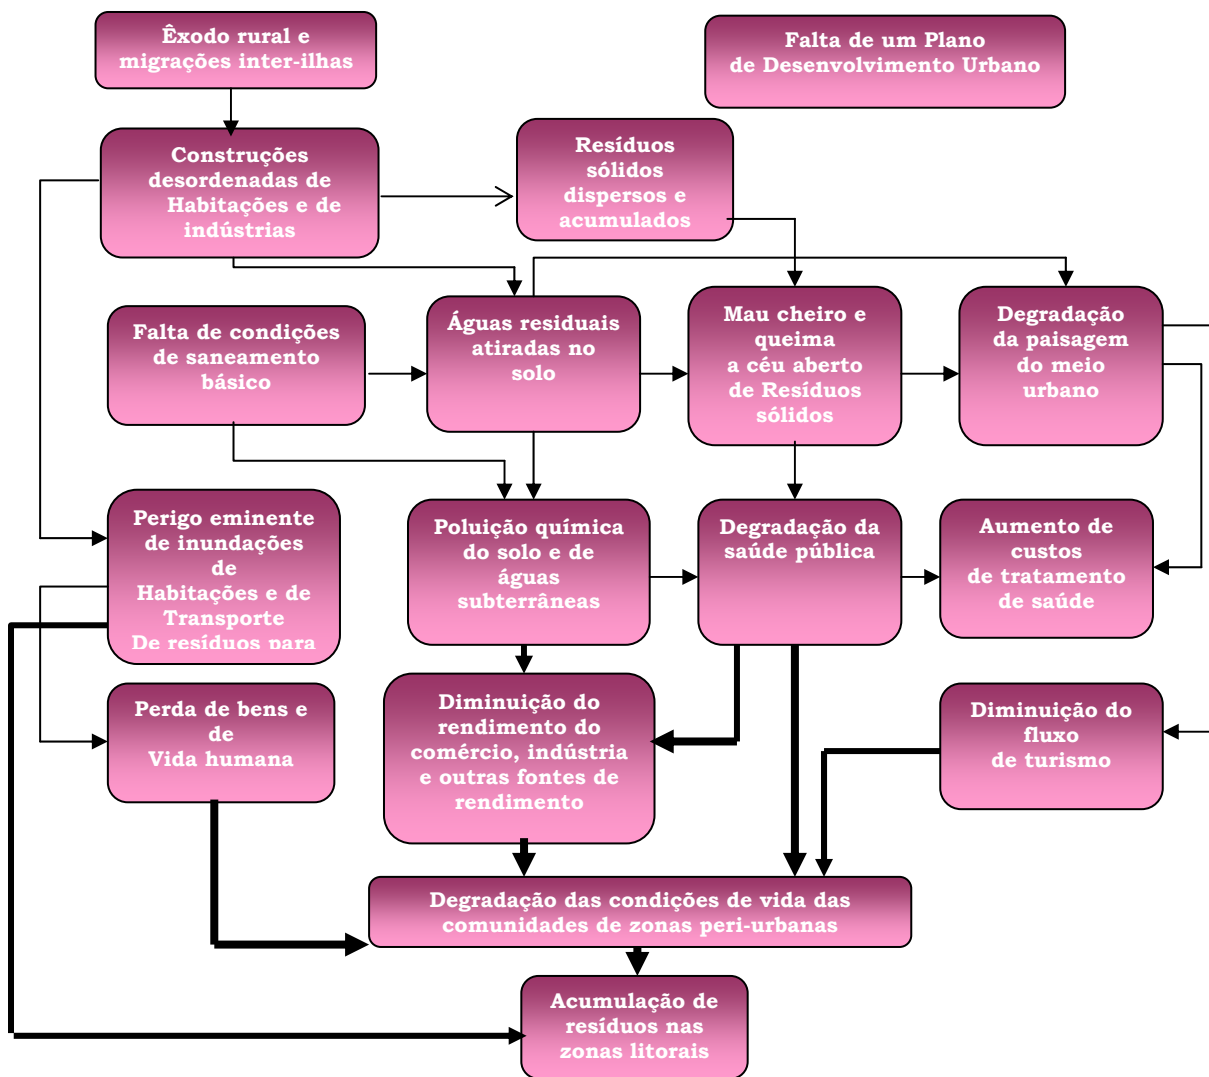 Êxodo rural e
migrações inter-ilhas
Falta de um Plano
de Desenvolvimento Urbano
Construções
desordenadas de
Habitações e de
indústrias
Resíduos
sólidos
dispersos e
acumulados
Falta de condições
de saneamento
básico
Águas residuais
atiradas no
solo
Mau cheiro e
queima
a céu aberto
de Resíduos
sólidos
Degradação
da paisagem
do meio
urbano
Perigo eminente
de inundações
de
Habitações e de
Transporte
De resíduos para
Poluição química
do solo e de
águas
subterrâneas
Degradação da
saúde pública
Aumento de
custos
de tratamento
de saúde
Perda de bens e
de
Vida humana
Diminuição do
rendimento do
comércio, indústria
e outras fontes de
rendimento
Diminuição do
fluxo
de turismo
Degradação das condições de vida das
comunidades de zonas peri-urbanas
Acumulação de
resíduos nas
zonas litorais